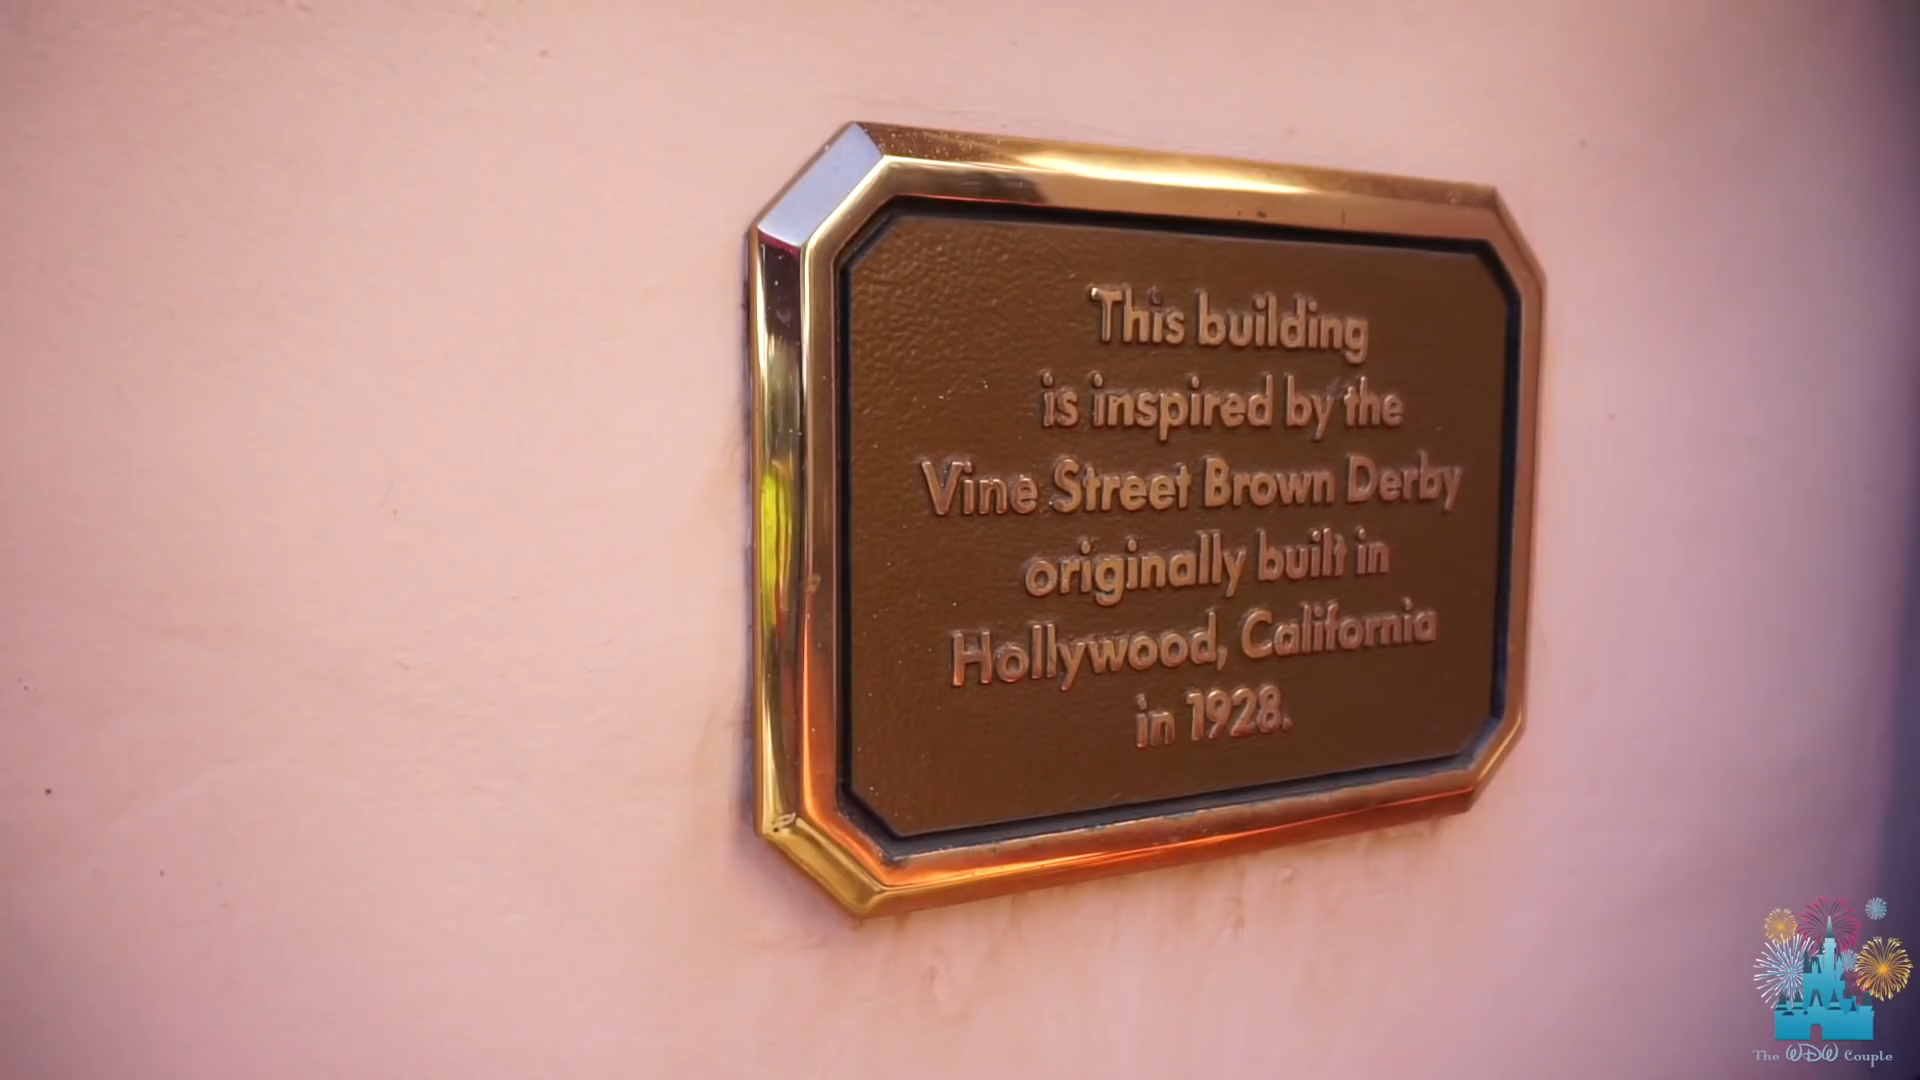 This building
is inspired by the
Vine Street Brown Derby
originally built in
Hollywood, California
in 1928.
The WDW Couple